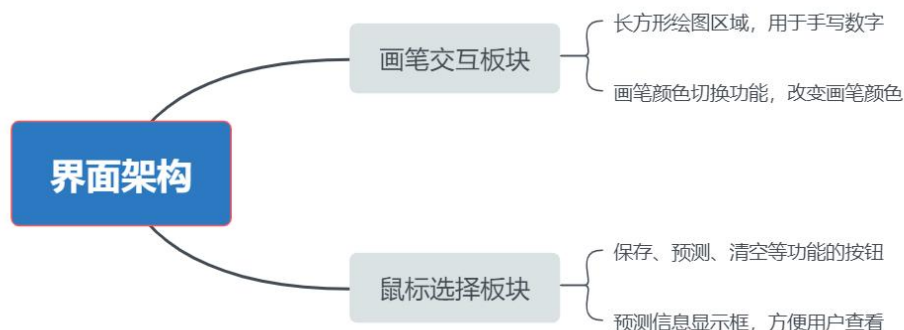 界面架构
画笔交互板块
长方形绘图区域，用于手写数字
画笔颜色切换功能，改变画笔颜色
鼠标选择板块
保存、预测、清空等功能的按钮
预测信息显示框，方便用户查看